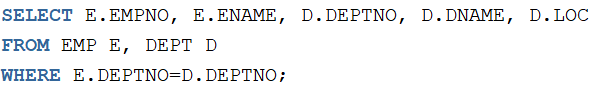 SELECT E.EMPNO, E.ENAME, D.DEPTNO, D.DNAME, D.LOC
FROM EMP E, DEPT D
WHERE E.DEPTNO=D.DEPTNO;